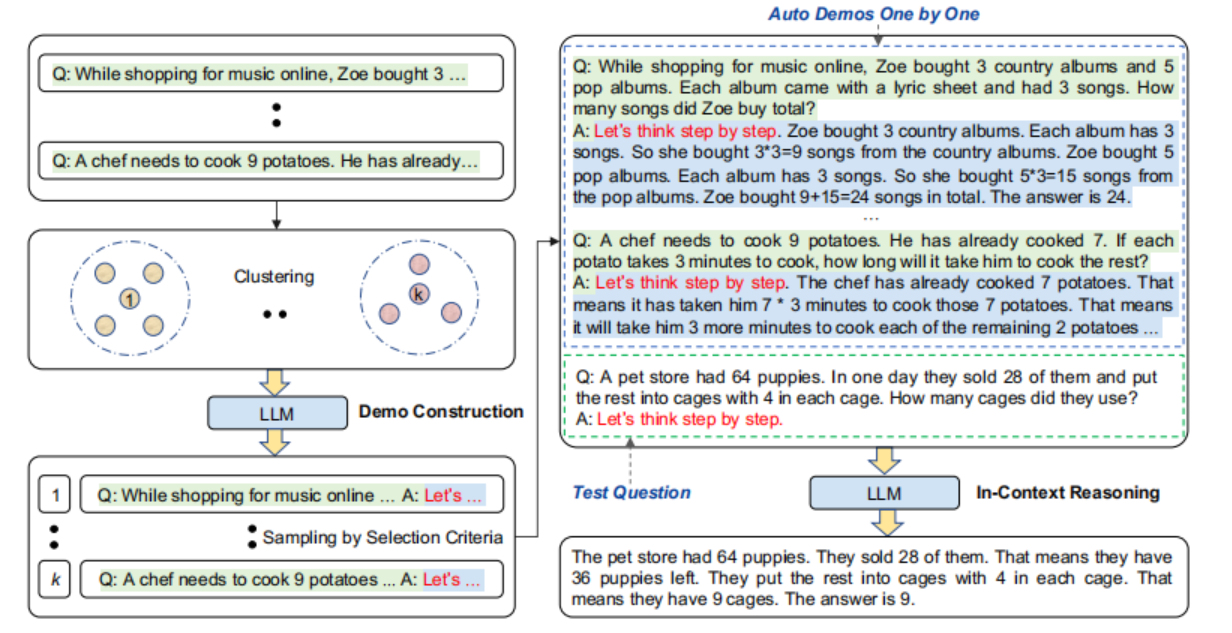 Auto Demos One by One
Q: While shopping for music online, Zoe bought 3 …
Q: A chef needs to cook 9 potatoes. He has already…
Clustering
1
k
LLM
Demo Construction
1
Q: While shopping for music online ... A: Let's ...
Sampling by Selection Criteria
k
Q: A chef needs to cook 9 potatoes ... A: Let's ...
Q: While shopping for music online, Zoe bought 3 country albums and 5
pop albums. Each album came with a lyric sheet and had 3 songs. How
many songs did Zoe buy total?
A: Let's think step by step. Zoe bought 3 country albums. Each album has 3
songs. So she bought 3*3=9 songs from the country albums. Zoe bought 5
pop albums. Each album has 3 songs. So she bought 5*3=15 songs from
the pop albums. Zoe bought 9+15=24 songs in total. The answer is 24.
...
Q: A chef needs to cook 9 potatoes. He has already cooked 7. If each
potato takes 3 minutes to cook, how long will it take him to cook the rest?
A: Let's think step by step. The chef has already cooked 7 potatoes. That
means it has taken him 7 * 3 minutes to cook those 7 potatoes. That means
it will take him 3 more minutes to cook each of the remaining 2 potatoes ...
Q: A pet store had 64 puppies. In one day they sold 28 of them and put
the rest into cages with 4 in each cage. How many cages did they use?
A: Let's think step by step.
Test Question
LLM
In-Context Reasoning
The pet store had 64 puppies. They sold 28 of them. That means they have
36 puppies left. They put the rest into cages with 4 in each cage. That
means they have 9 cages. The answer is 9.